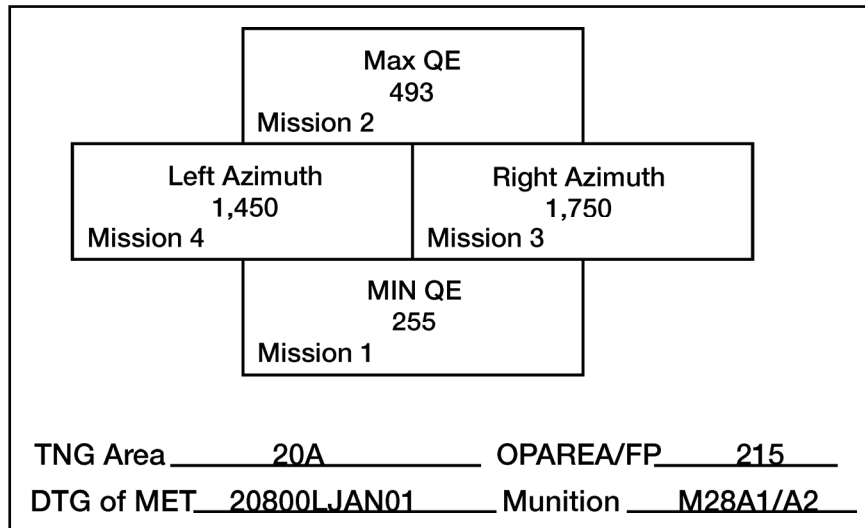 Max QE
493
Mission 2
Left Azimuth
1,450
Mission 4
Right Azimuth
1,750
Mission 3
MIN QE
255
Mission 1
TNG Area 20A OPAREA/FP 215
DTG of MET 20800LJAN01 Munition M28A1/A2